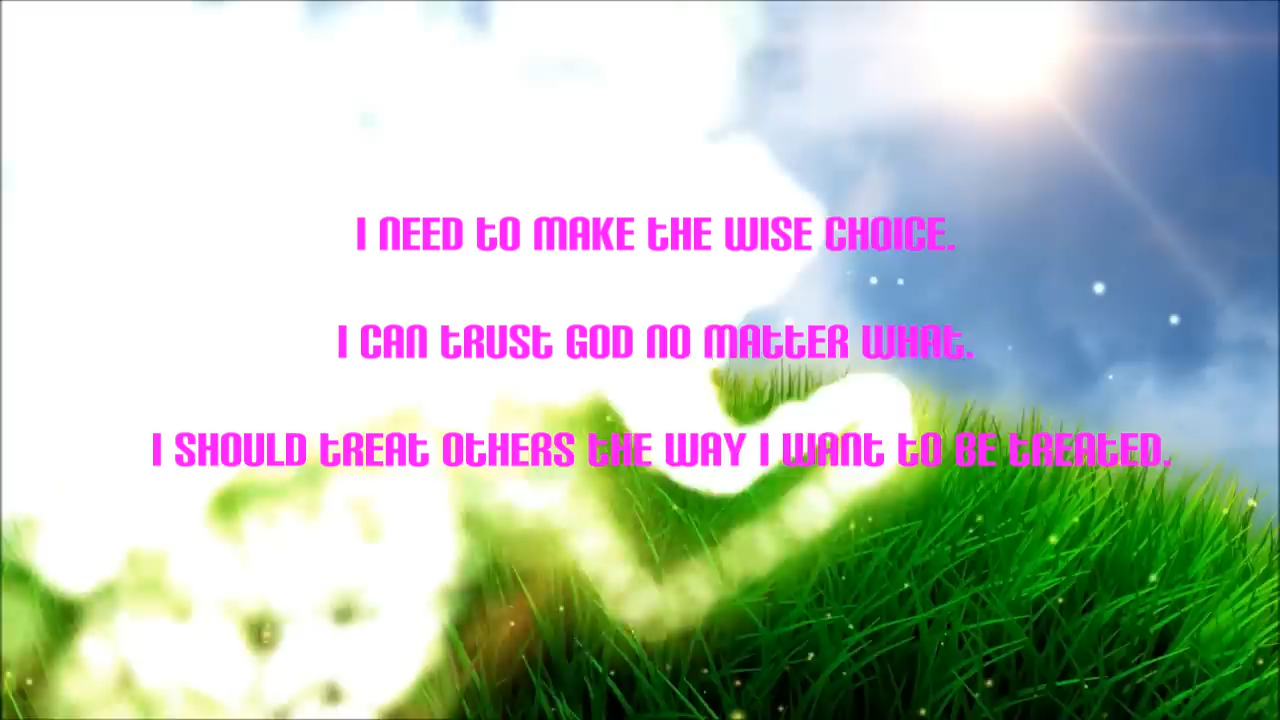 I NEED TO MAKE THE WISE CHOICE.
I CAN TRUST GOD NO MATTER WHAT.
I SHOULD TREAT OTHERS THE WAY I WANT TO BE TREATED.